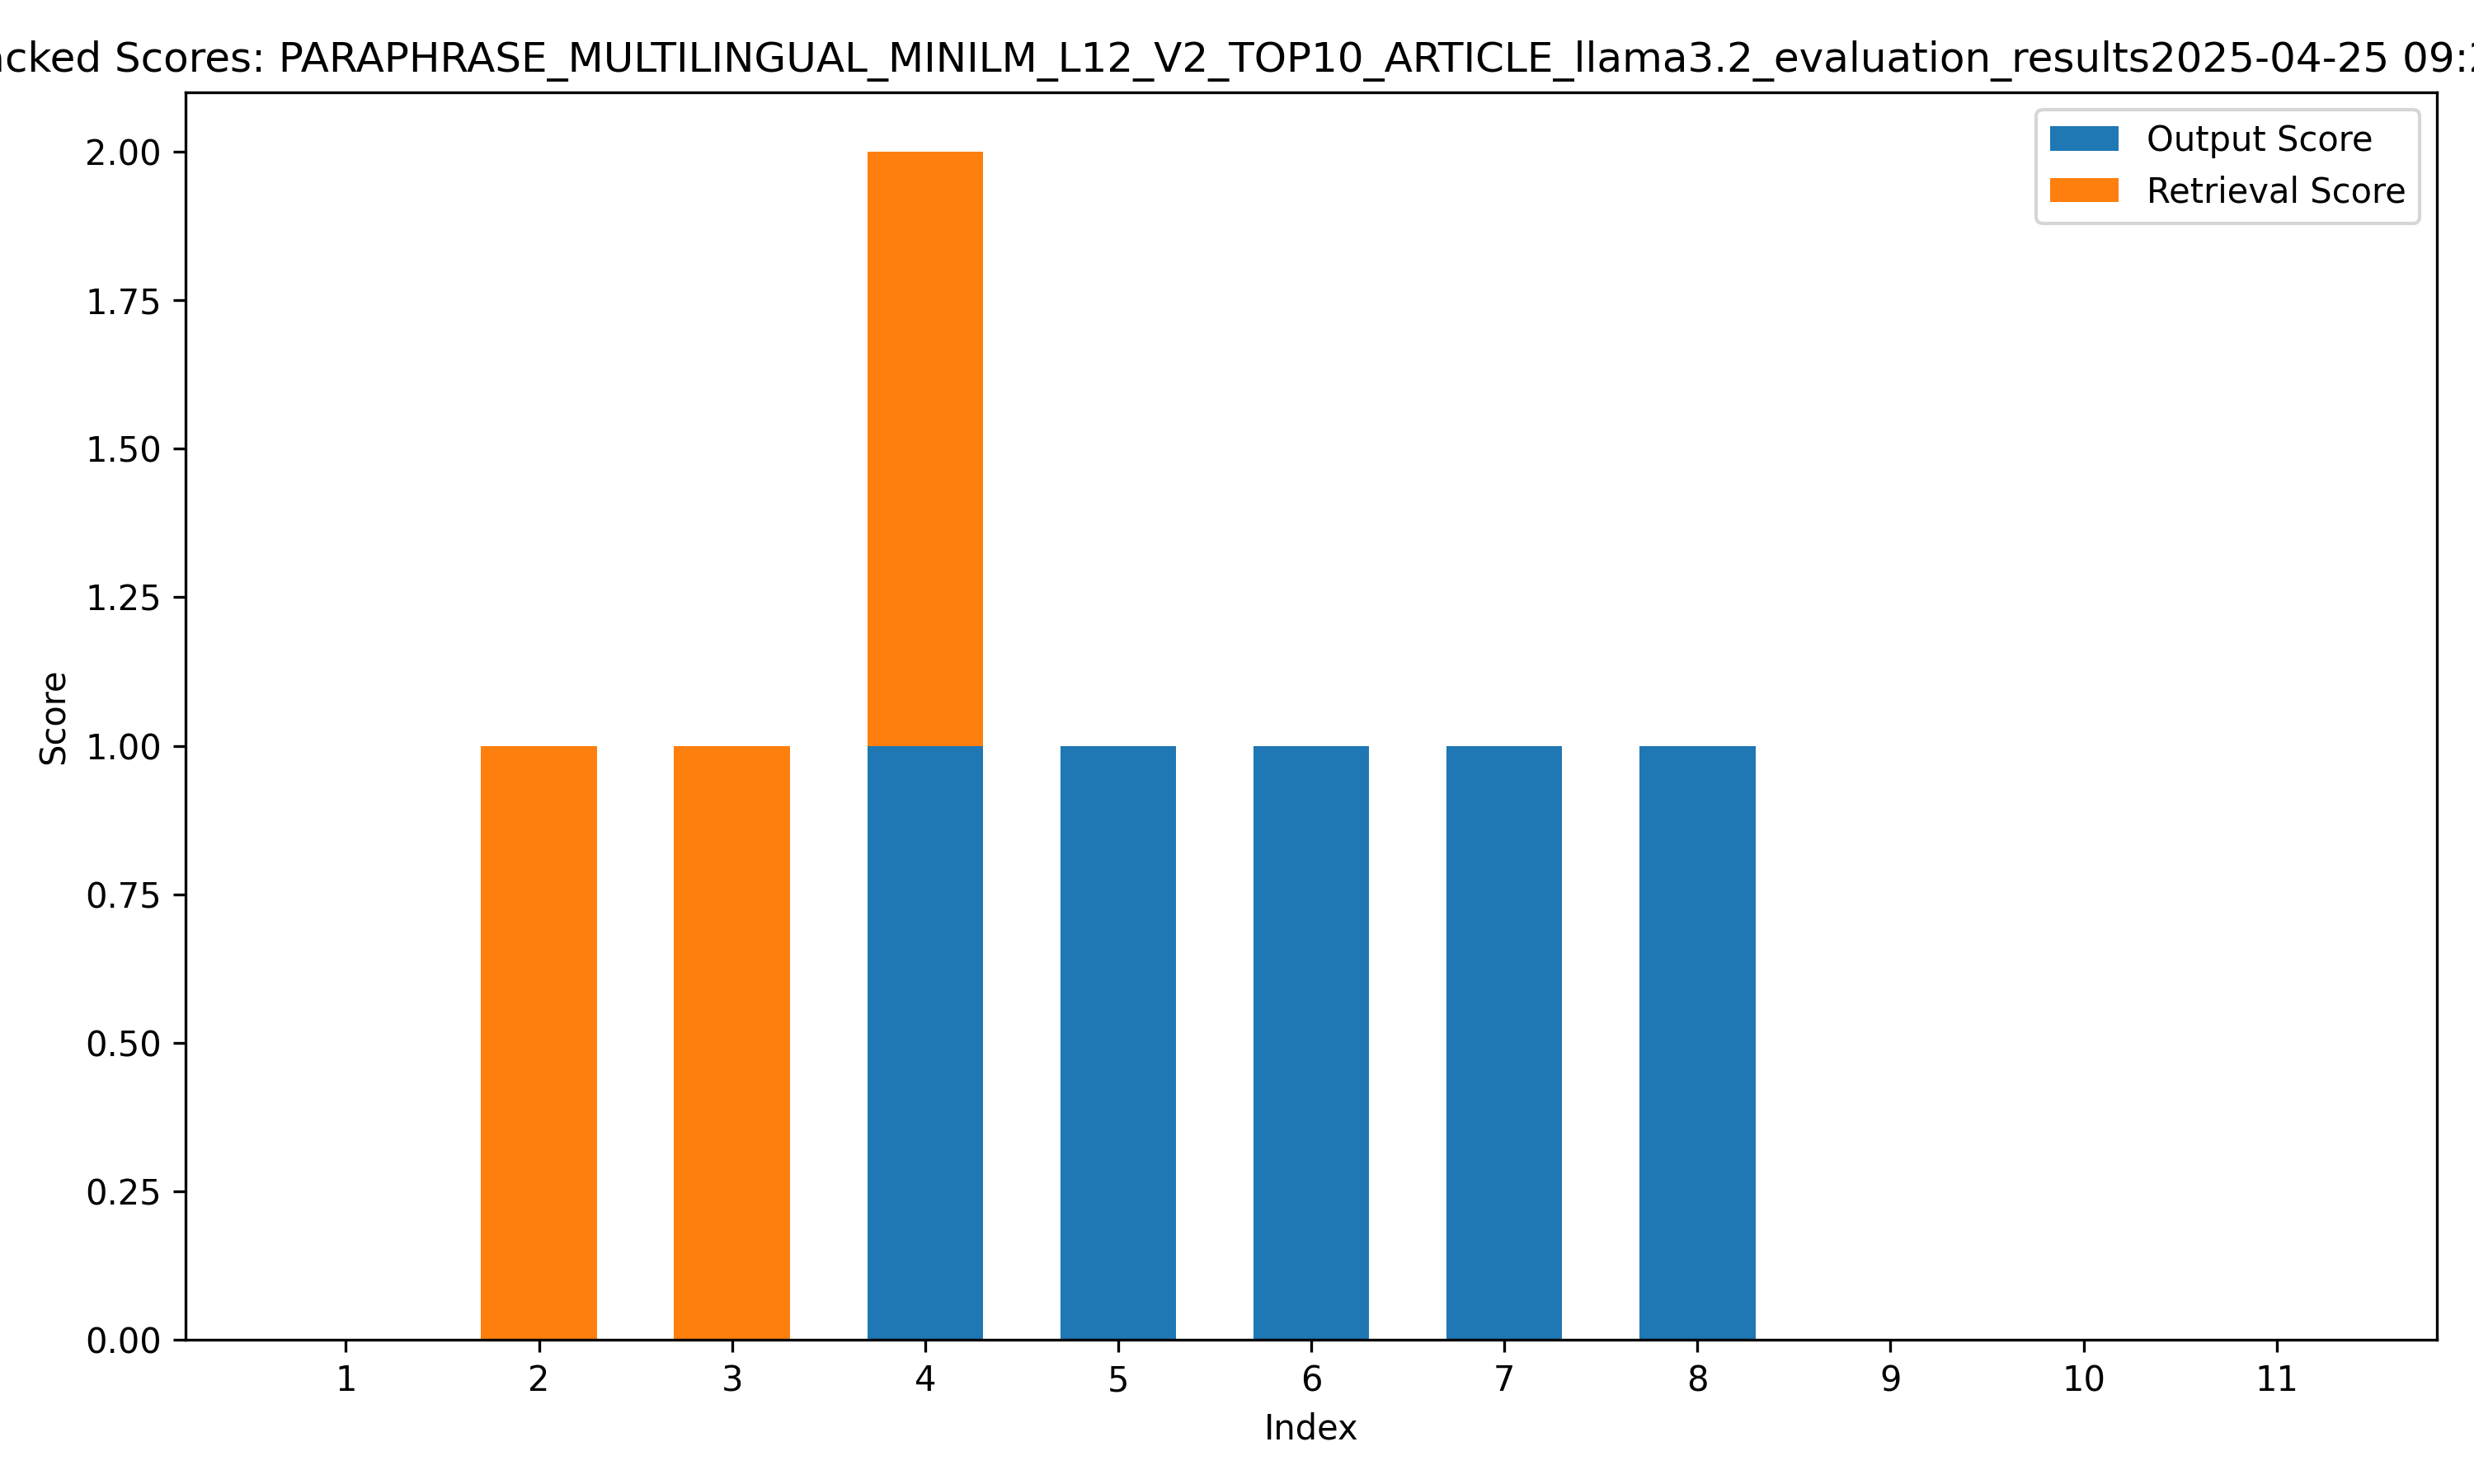 cked Scores: PARAPHRASE_MULTILINGUAL_MINILM_L12_V2_TOP10_ARTICLE_llama3.2_evaluation_results2025-04-25 09:
Output Score
Retrieval Score
2.00
1.75
1.50
1.25
1.00
0.75
0.50
0.25
0.00
Score
1 2 3 4 5 6 7 8 9 10 11
Index